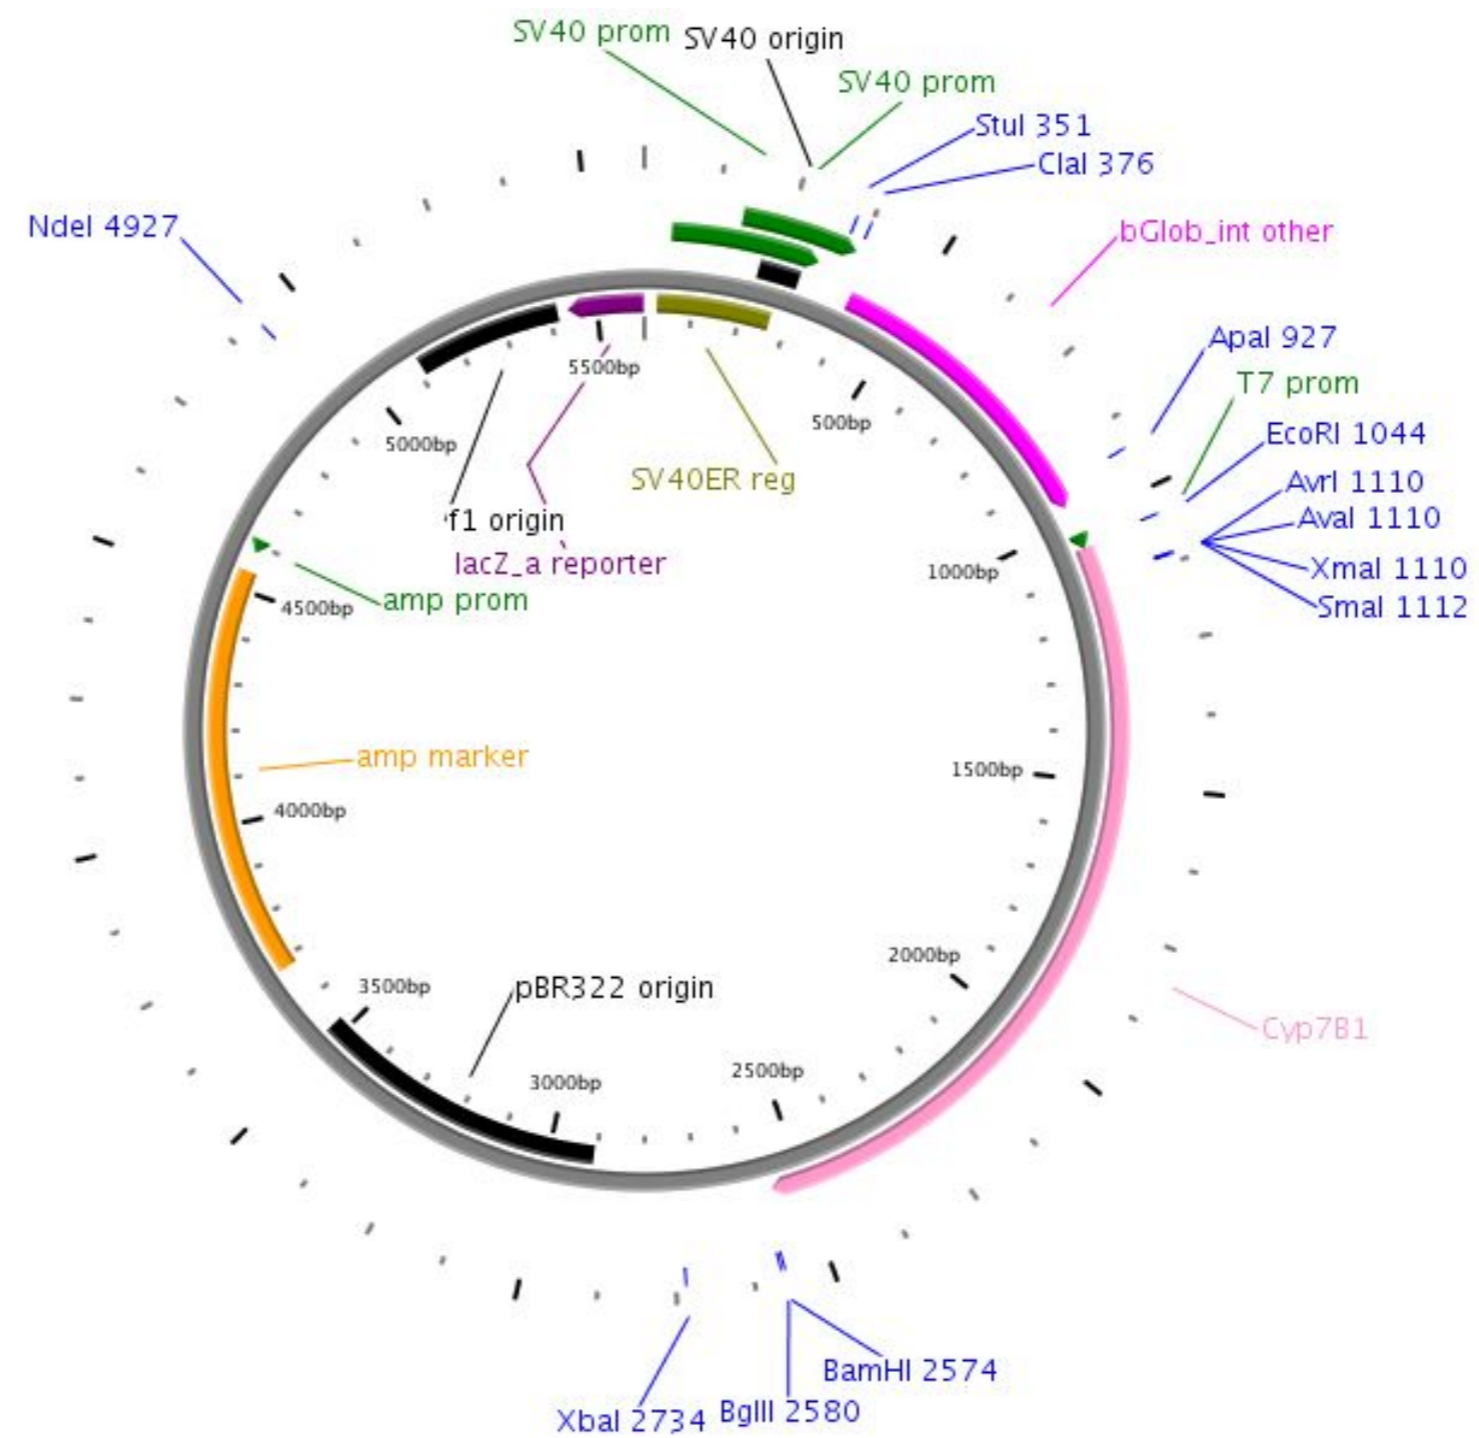 SV40 prom
SV40 origin
SV40 prom
StuI 351
ClaI 376
NdeI 4927
bGlob_int other
ApaI 927
5500bp
T7 prom
500bp
EcoRI 1044
5000bp
SV40ER reg
AvrI 1110
f1 origin
AvaI 1110
lacZ_a reporter
1000bp
XmaI 1110
amp prom
4500bp
SmaI 1112
amp marker
1500bp
4000bp
2000bp
3500bp
pBR322 origin
Cyp7B1
2500bp
3000bp
BamHI 2574
BglII 2580
XbaI 2734